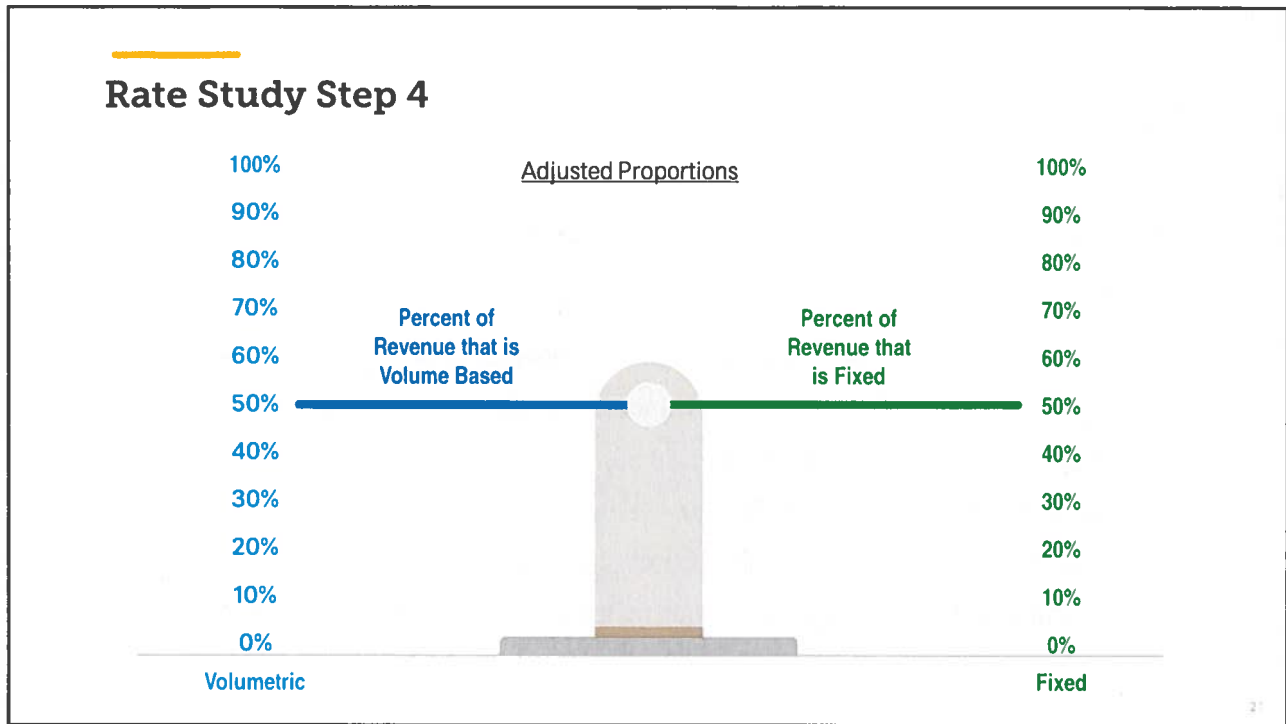 Rate Study Step 4
Adjusted Proportions
100%
90%
80%
70%
60%
50%
40%
30%
20%
10%
0%
Volumetric
Percent of
Revenue that is
Volume Based
Percent of
Revenue that
is Fixed
100%
90%
80%
70%
60%
50%
40%
30%
20%
10%
0%
Fixed